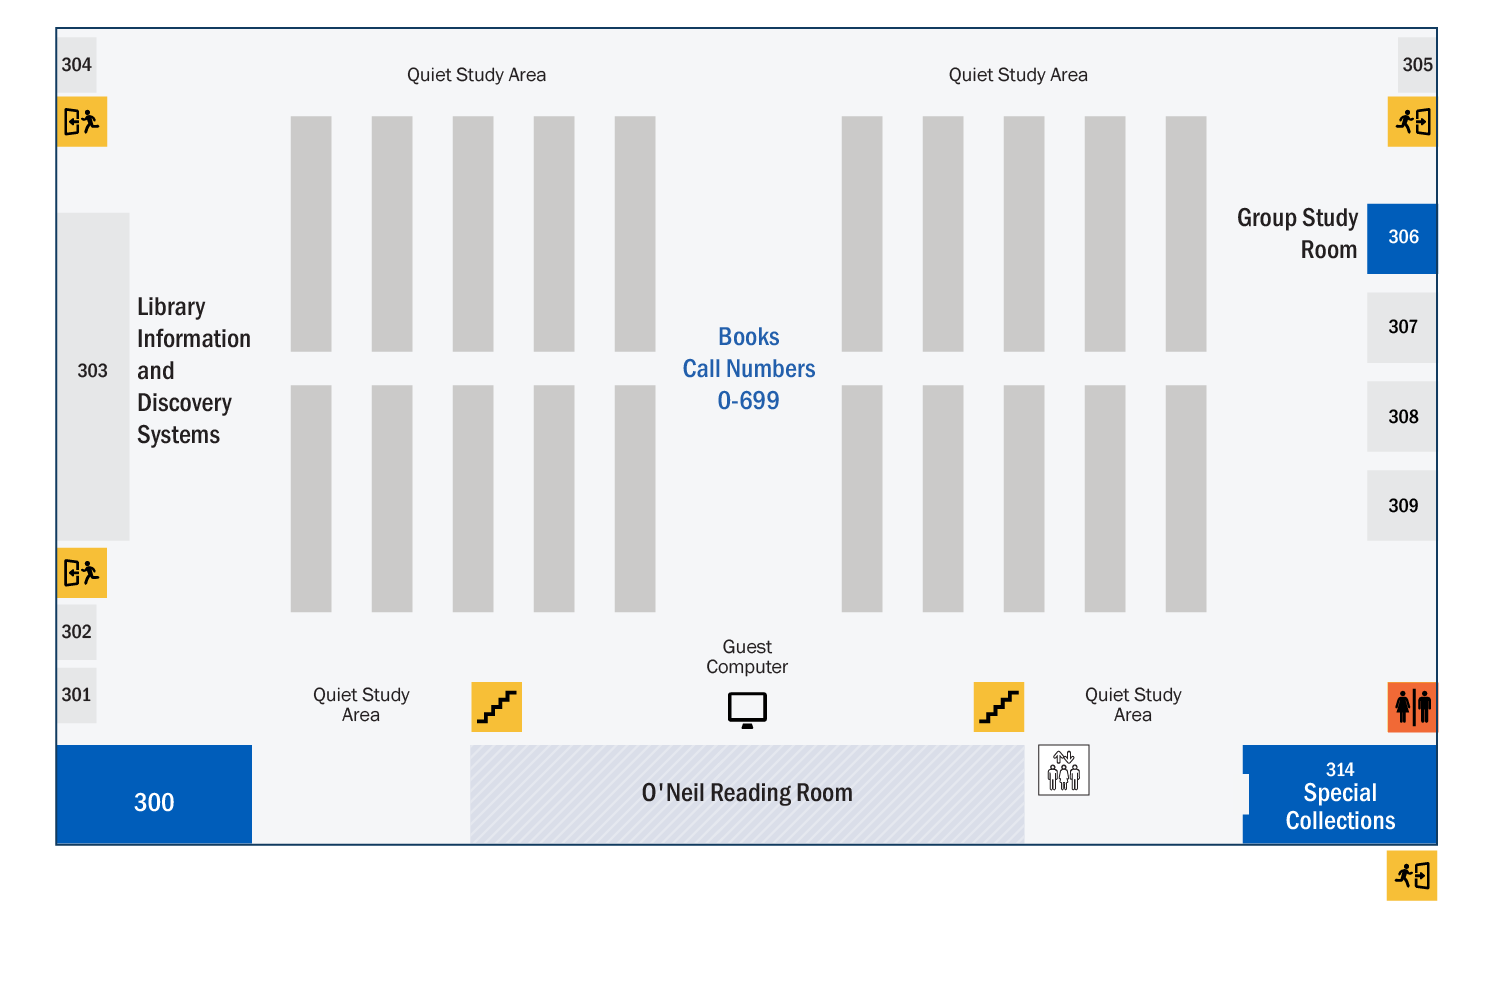 304
305
Quiet Study Area
Quiet Study Area
Group Study
Room
306
Library
Information
and
Discovery
Systems
303
Books
Call Numbers
0-699
307
308
309
302
301
Guest
Computer
Quiet Study
Area
Quiet Study
Area
300
O'Neil Reading Room
314
Special
Collections